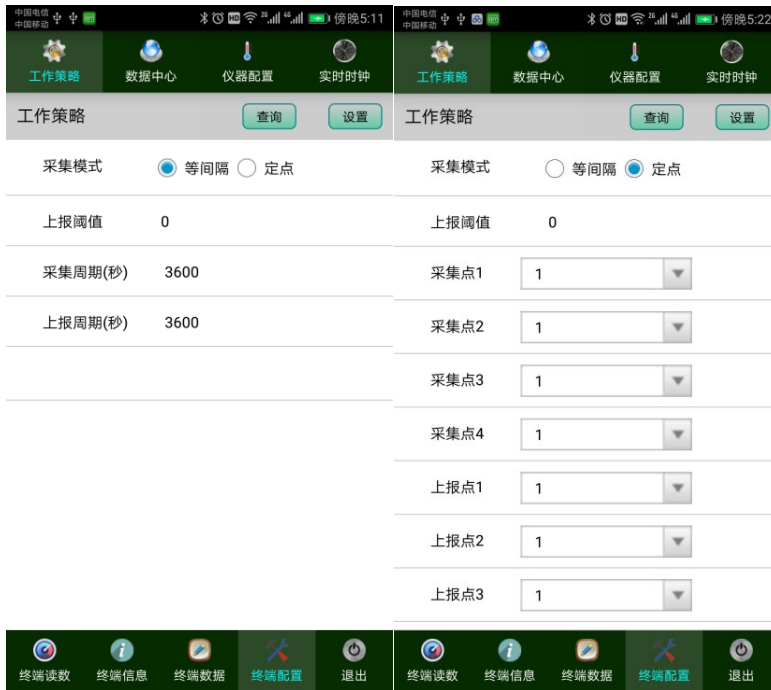 中国电信
中国移动
HD 2G 4G 傍晚5:11
工作策略 数据中心 仪器配置 实时时钟
工作策略 查询 设置
采集模式 等间隔 定点
上报阈值 0
采集周期(秒) 3600
上报周期(秒) 3600
终端读数 终端信息 终端数据 终端配置 退出
中国电信
中国移动
HD 2G 4G 傍晚5:22
工作策略 数据中心 仪器配置 实时时钟
工作策略 查询 设置
采集模式 等间隔 定点
上报阈值 0
采集点1 1
采集点2 1
采集点3 1
采集点4 1
上报点1 1
上报点2 1
上报点3 1
终端读数 终端信息 终端数据 终端配置 退出